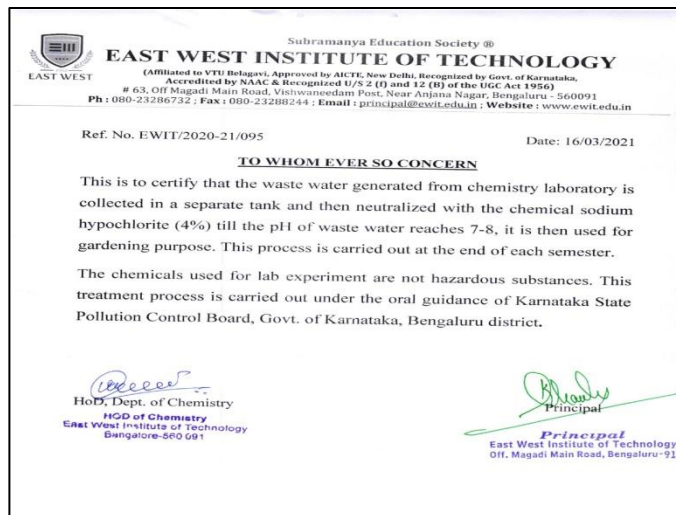 Subramanya Education Society ®
EAST WEST INSTITUTE OF TECHNOLOGY
EAST WEST
(Affiliated to VTU Belagavi, Approved by AICTE, New Delhi, Recognized by Govt. of Karnataka,
Accredited by NAAC & Recognized U/S 2 (f) and 12 (B) of the UGC Act 1956)
# 63, Off Magadi Main Road, Vishwaneedam Post, Near Anjana Nagar, Bengaluru - 560091
Ph : 080-23286732 ; Fax : 080-23288244 ; Email : principal@ewit.edu.in ; Website : www.ewit.edu.in
Ref. No. EWIT/2020-21/095
Date: 16/03/2021
TO WHOM EVER SO CONCERN
This is to certify that the waste water generated from chemistry laboratory is
collected in a separate tank and then neutralized with the chemical sodium
hypochlorite (4%) till the pH of waste water reaches 7-8, it is then used for
gardening purpose. This process is carried out at the end of each semester.
The chemicals used for lab experiment are not hazardous substances. This
treatment process is carried out under the oral guidance of Karnataka State
Pollution Control Board, Govt. of Karnataka, Bengaluru district.
HoD, Dept. of Chemistry
HOD of Chemistry
East West Institute of Technology
Bangalore-560 091
Principal
Principal
East West Institute of Technology
Off. Magadi Main Road, Bengaluru-91